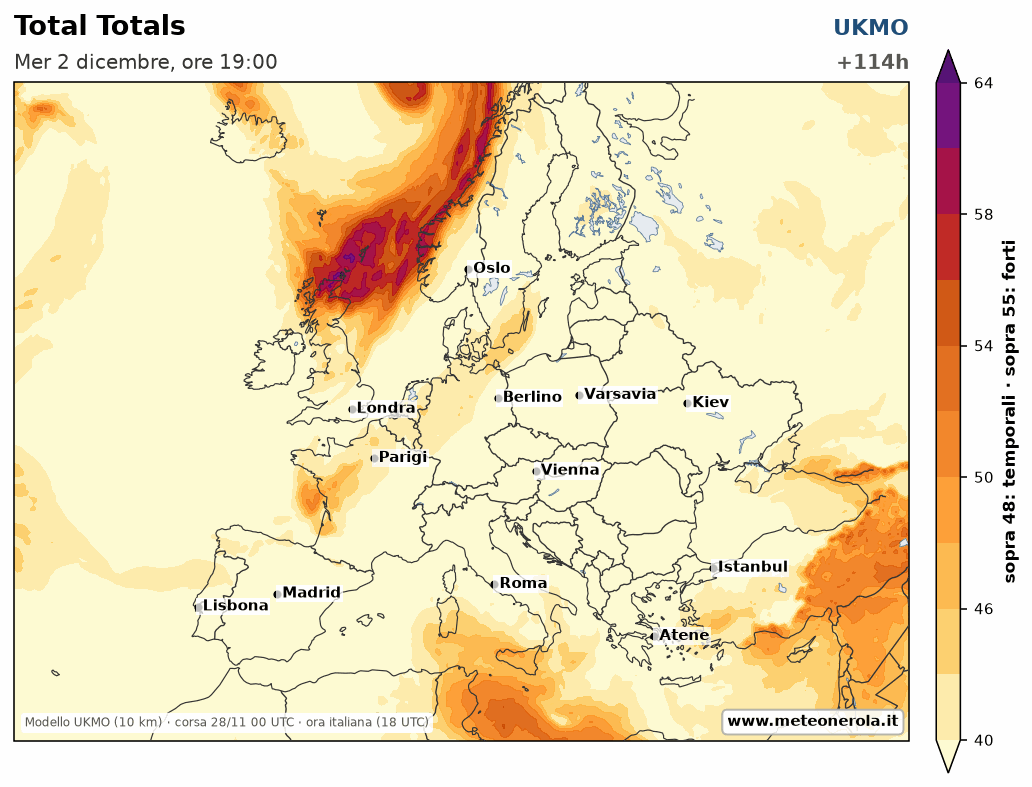 Total Totals
UKMO
Mer 2 dicembre, ore 19:00
+114h
64
58
54
50
46
40
sopra 48: temporali · sopra 55: forti
Oslo
Berlino
Varsavia
Kiev
Londra
Parigi
Vienna
Istanbul
Roma
Madrid
Lisbona
Atene
Modello UKMO (10 km) · corsa 28/11 00 UTC · ora italiana (18 UTC)
www.meteonerola.it